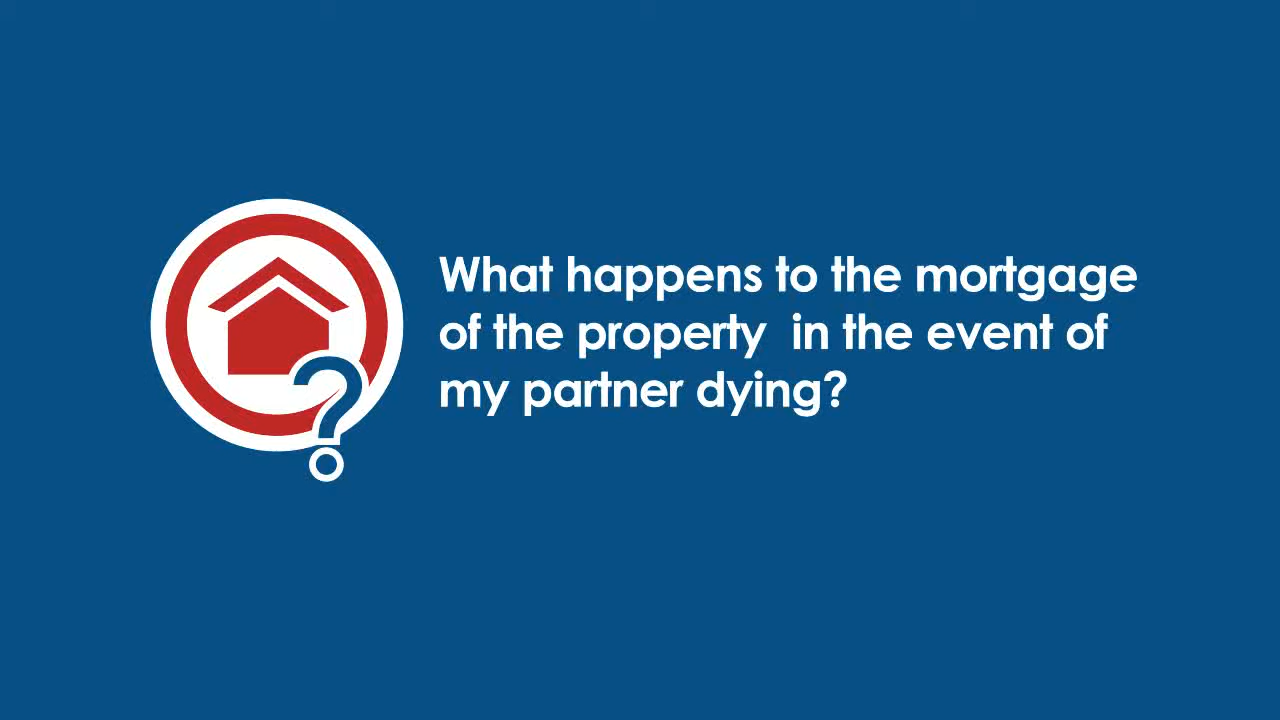 What happens to the mortgage
of the property  in the event of
my partner dying?